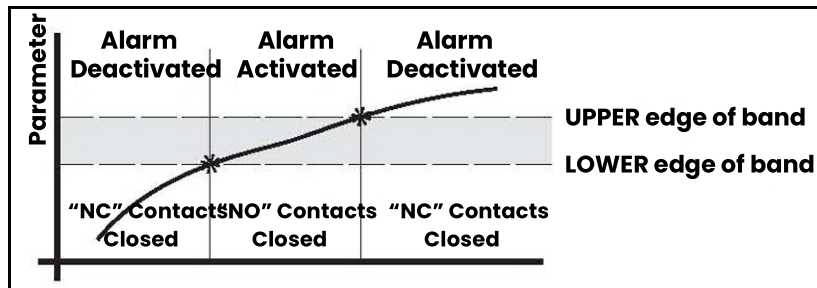 Parameter
Alarm
Deactivated
Alarm
Activated
Alarm
Deactivated
UPPER edge of band
LOWER edge of band
“NC” Contacts
Closed
“NO” Contacts
Closed
“NC” Contacts
Closed